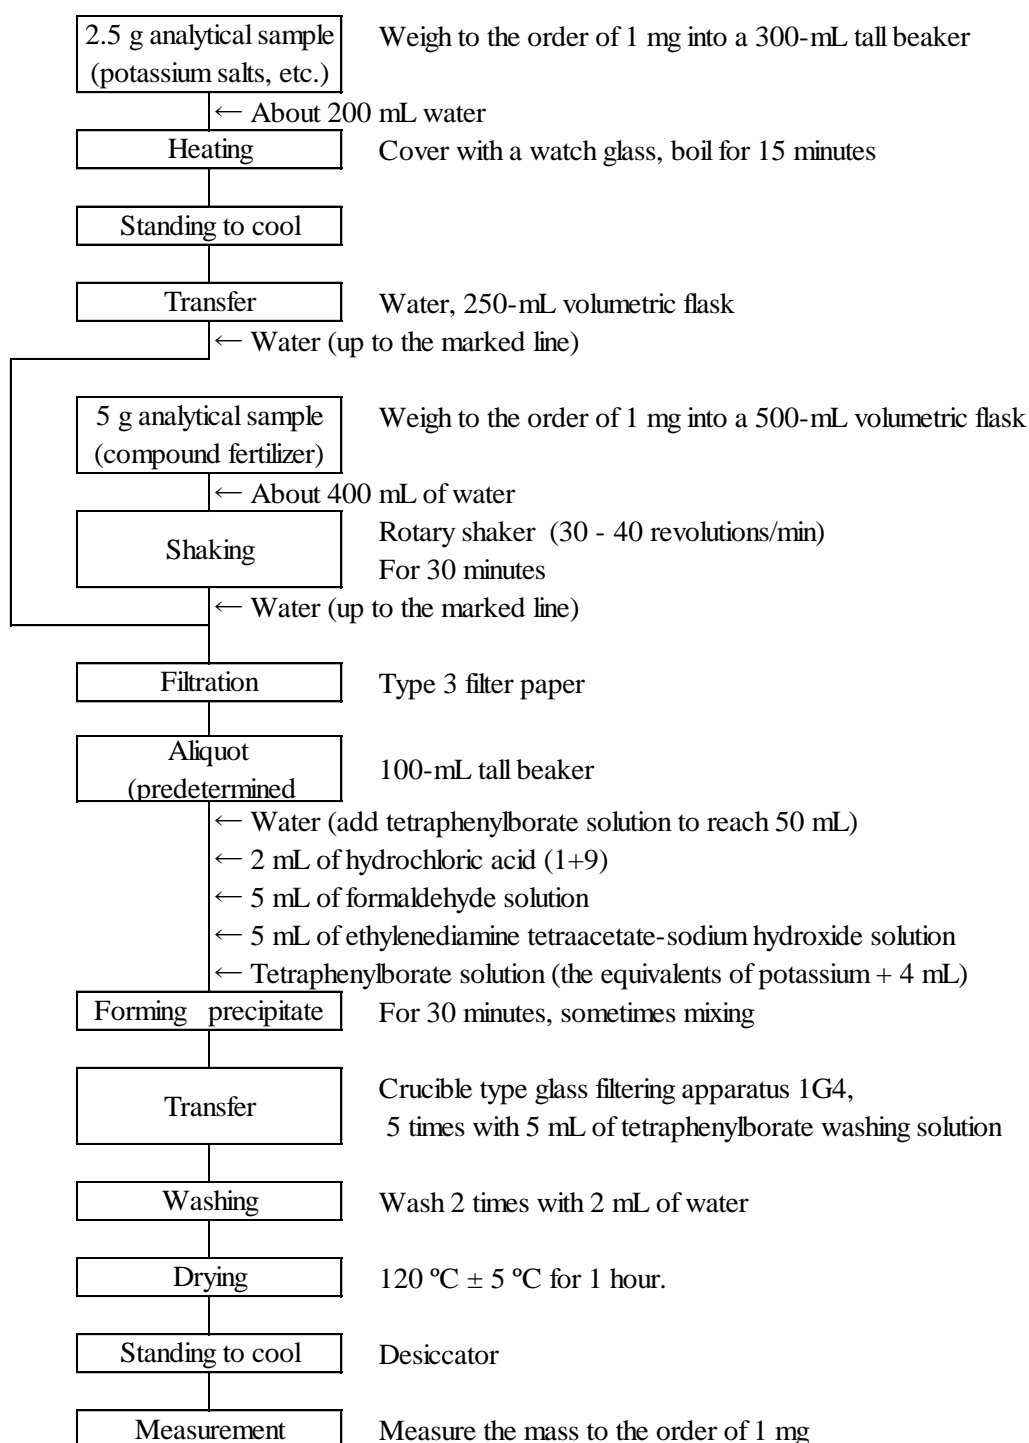 2.5 g analytical sample
(potassium salts, etc.)
Weigh to the order of 1 mg into a 300-mL tall beaker
← About 200 mL water
Heating
Cover with a watch glass, boil for 15 minutes
Standing to cool
Transfer
Water, 250-mL volumetric flask
← Water (up to the marked line)
5 g analytical sample
(compound fertilizer)
Weigh to the order of 1 mg into a 500-mL volumetric flask
← About 400 mL of water
Shaking
Rotary shaker (30 - 40 revolutions/min)
For 30 minutes
← Water (up to the marked line)
Filtration
Type 3 filter paper
Aliquot
(predetermined
100-mL tall beaker
← Water (add tetraphenylborate solution to reach 50 mL)
← 2 mL of hydrochloric acid (1+9)
← 5 mL of formaldehyde solution
← 5 mL of ethylenediamine tetraacetate-sodium hydroxide solution
← Tetraphenylborate solution (the equivalents of potassium + 4 mL)
Forming precipitate
For 30 minutes, sometimes mixing
Transfer
Crucible type glass filtering apparatus 1G4,
5 times with 5 mL of tetraphenylborate washing solution
Washing
Wash 2 times with 2 mL of water
Drying
120 ºC ± 5 ºC for 1 hour.
Standing to cool
Desiccator
Measurement
Measure the mass to the order of 1 mg